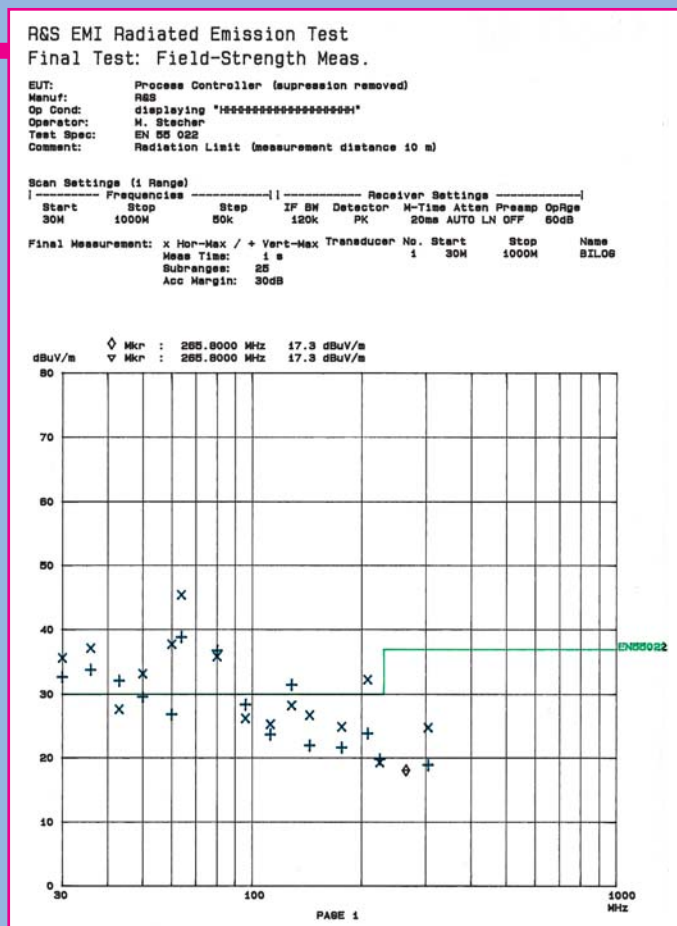 R&S EMI Radiated Emission Test
Final Test: Field-Strength Meas.
EUT: Process Controller (supression removed)
Manuf: R&S
Op Cond: displaying "HHHHHHHHHHHHHHHHHHH"
Operator: M. Stecher
Test Spec: EN 55 022
Comment: Radiation Limit (measurement distance 10 m)
Scan Settings (1 Range)
|---------- Frequencies -----------||----------- Receiver Settings -----------|
Start Stop Step IF BW Detector M-Time Atten Preamp OpRge
30M 1000M 50k 120k PK 20ms AUTO LN OFF 60dB
Final Measurement: x Hor-Max / + Vert-Max Transducer No. Start Stop Name
Meas Time: 1 s 1 30M 1000M BILOG
Subranges: 25
Acc Margin: 30dB
◇ Mkr : 265.8000 MHz 17.3 dBuV/m
dBuV/m ▽ Mkr : 265.8000 MHz 17.3 dBuV/m
80
70
60
50
40
EN55022
30
20
10
0
30 100 1000
MHz
PAGE 1